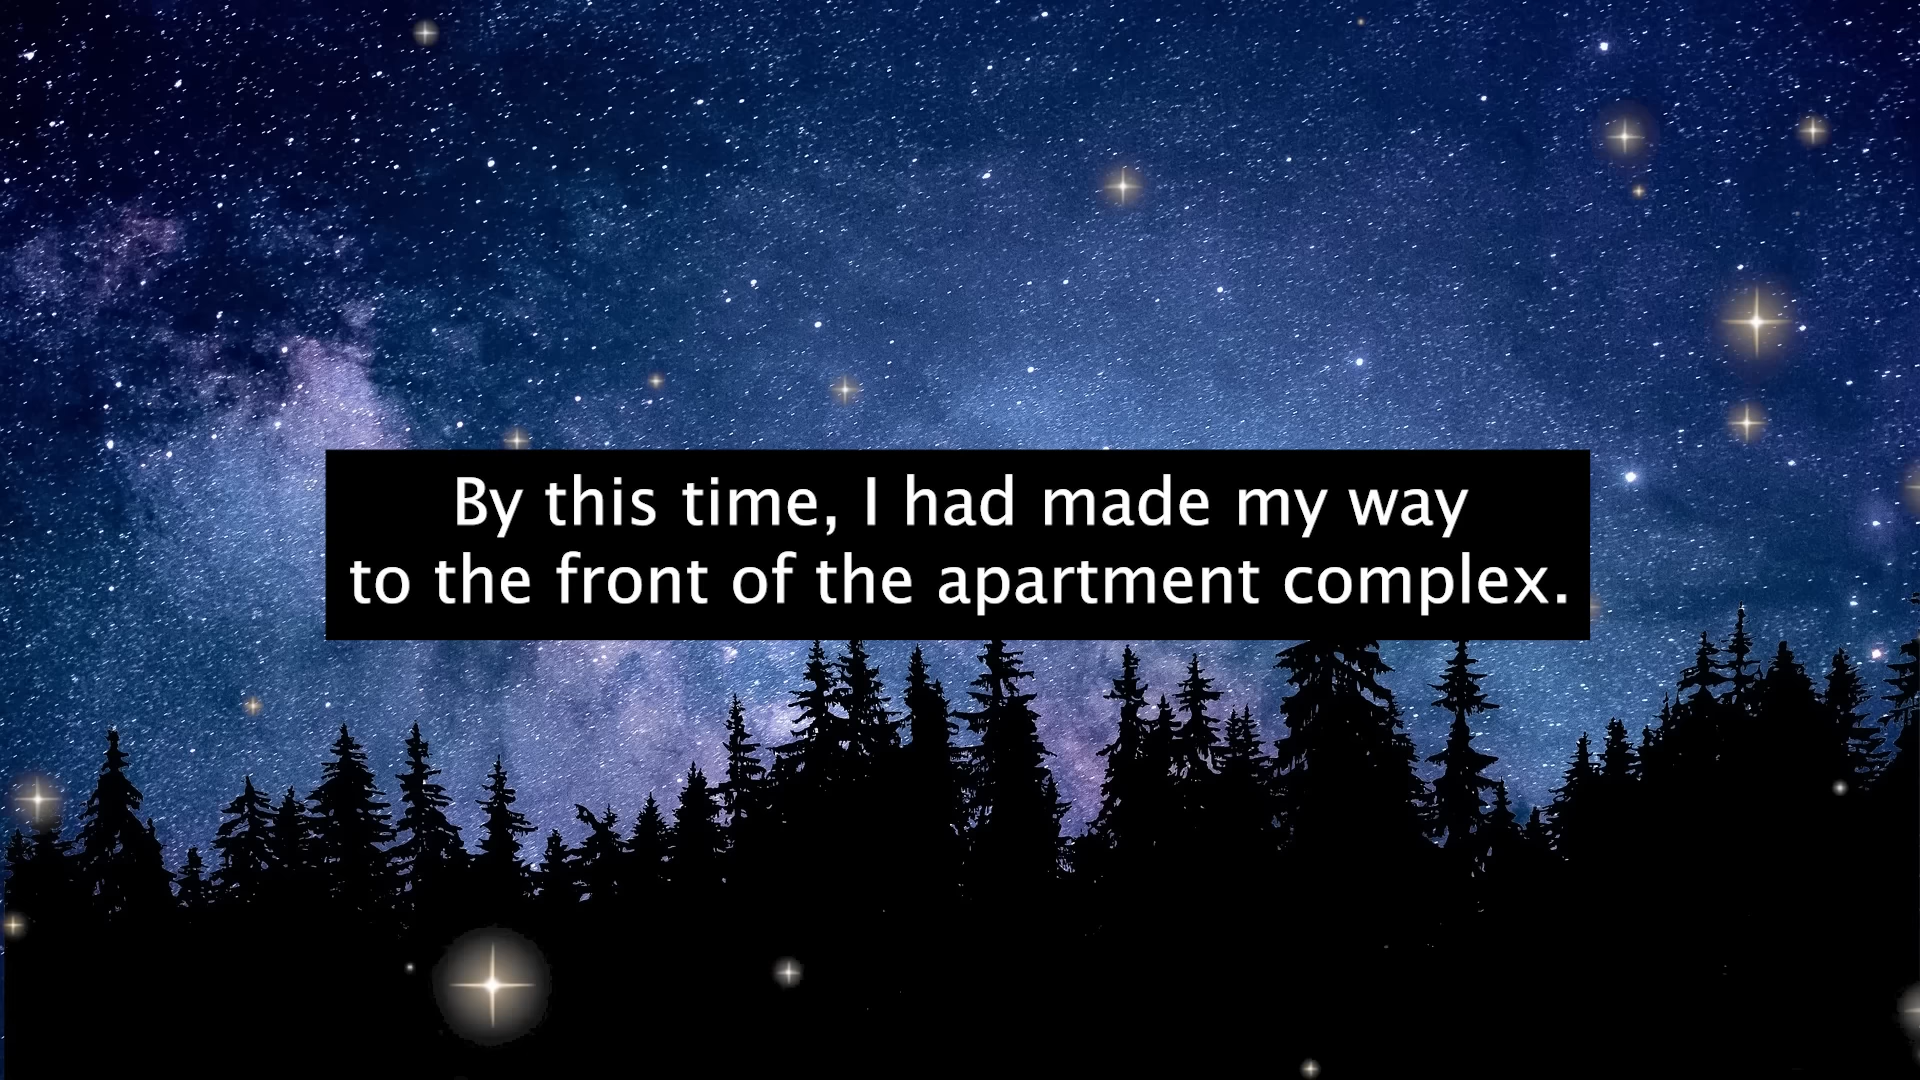 By this time, I had made my way
to the front of the apartment complex.